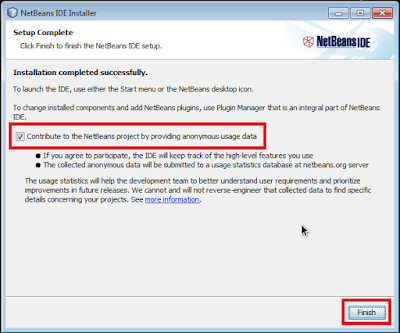 NetBeans IDE Installer
Setup Complete
Click Finish to finish the NetBeans IDE setup.
NetBeans IDE
Installation completed successfully.
To launch the IDE, use either the Start menu or the NetBeans desktop icon.
To change installed components and add NetBeans plugins, use Plugin Manager that is an integral part of NetBeans
IDE.
Contribute to the NetBeans project by providing anonymous usage data
● If you agree to participate, the IDE will keep track of the high-level features you use
● The collected anonymous data will be submitted to a usage statistics database at netbeans.org server
The usage statistics will help the development team to better understand user requirements and prioritize
improvements in future releases. We cannot and will not reverse-engineer that collected data to find specific
details concerning your projects. See more information.
Finish